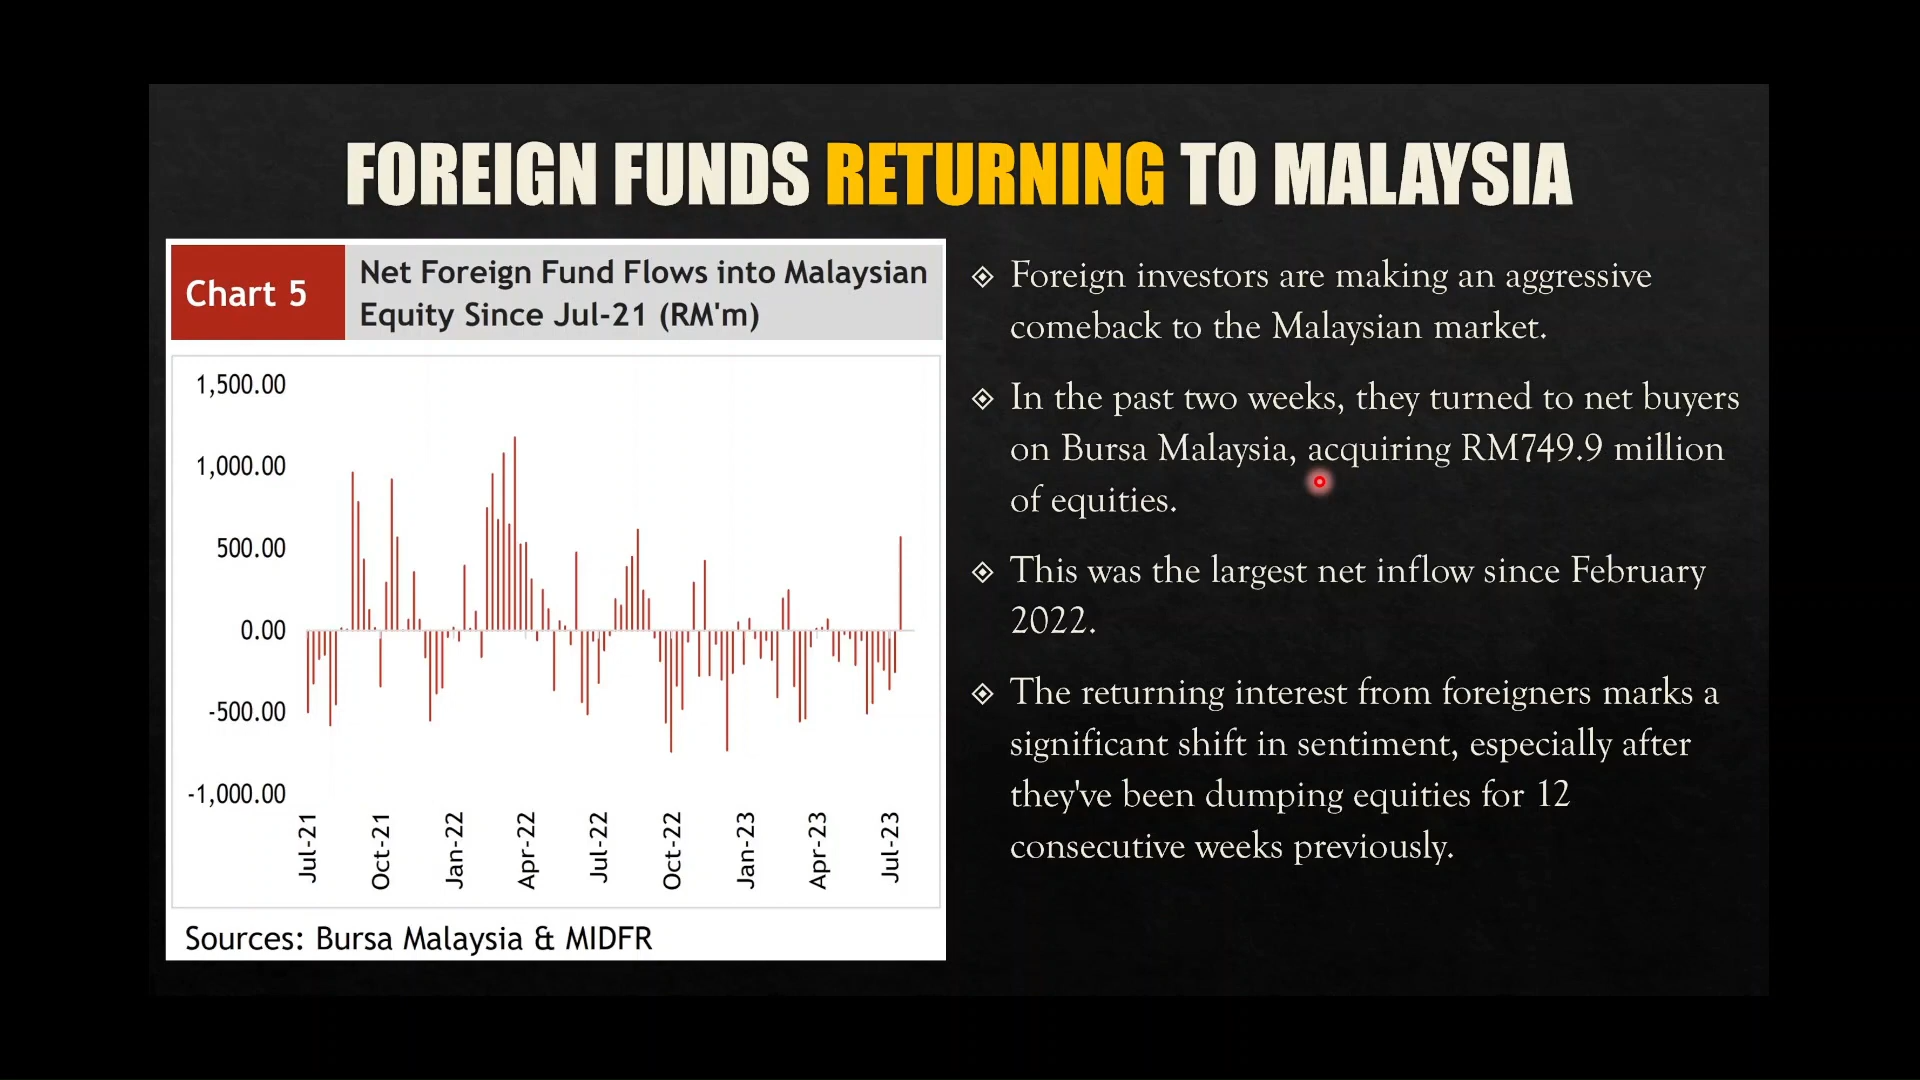 FOREIGN FUNDS RETURNING TO MALAYSIA
Chart 5
Net Foreign Fund Flows into Malaysian
Equity Since Jul-21 (RM'm)
1,500.00
1,000.00
500.00
0.00
-500.00
-1,000.00
Jul-21
Oct-21
Jan-22
Apr-22
Jul-22
Oct-22
Jan-23
Apr-23
Jul-23
Sources: Bursa Malaysia & MIDFR
Foreign investors are making an aggressive
comeback to the Malaysian market.
In the past two weeks, they turned to net buyers
on Bursa Malaysia, acquiring RM749.9 million
of equities.
This was the largest net inflow since February
2022.
The returning interest from foreigners marks a
significant shift in sentiment, especially after
they've been dumping equities for 12
consecutive weeks previously.